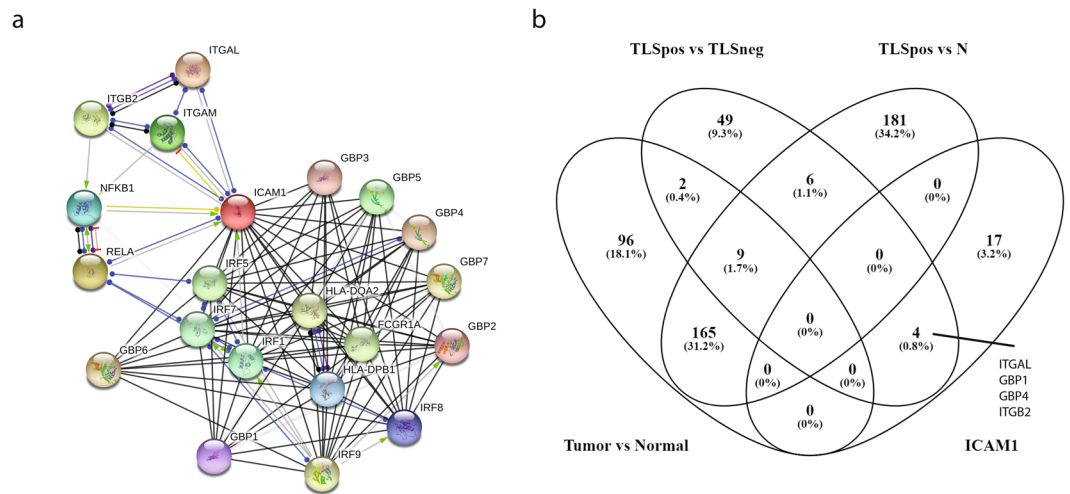 a
ITGAL
ITGB2
ITGAM
NFKB1
ICAM1
GBP3
GBP5
GBP4
RELA
IRF5
GBP7
HLA-DQA2
IRF7
FCGR1A
GBP2
IRF1
GBP6
HLA-DPB1
IRF8
GBP1
IRF9
b
TLSpos vs TLSneg
TLSpos vs N
49
(9.3%)
181
(34.2%)
2
(0.4%)
6
(1.1%)
0
(0%)
96
(18.1%)
9
(1.7%)
0
(0%)
17
(3.2%)
0
(0%)
165
(31.2%)
4
(0.8%)
0
(0%)
0
(0%)
0
(0%)
ITGAL
GBP1
GBP4
ITGB2
Tumor vs Normal
ICAM1